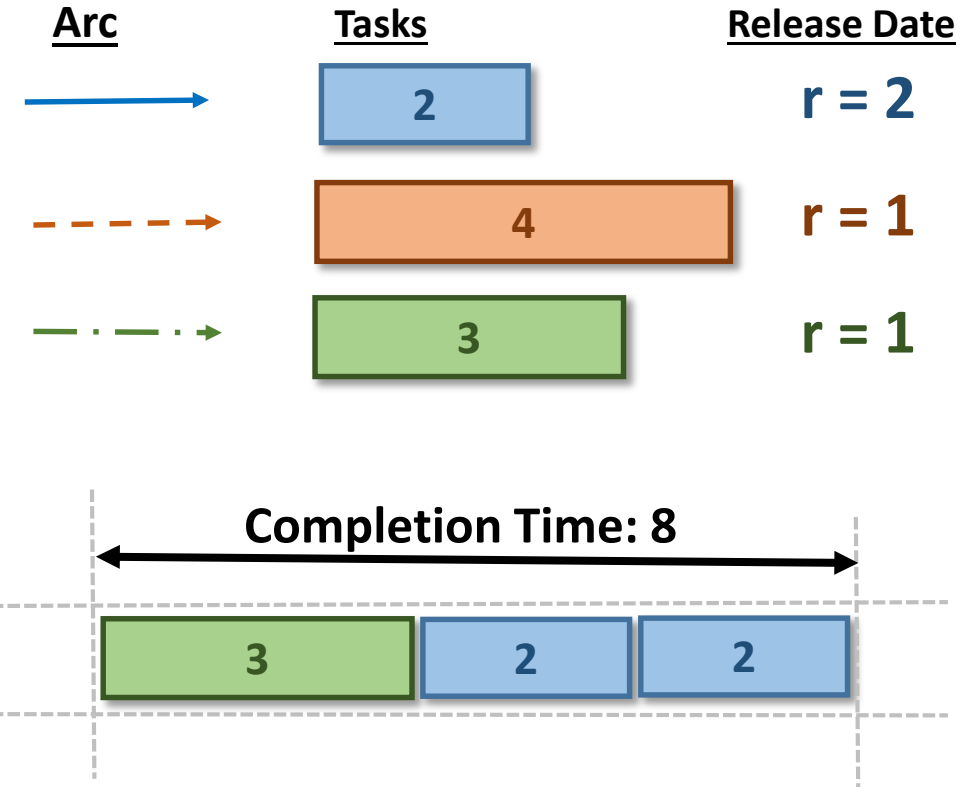 Arc Tasks Release Date
2 r = 2
4 r = 1
3 r = 1
Completion Time: 8
3 2 2